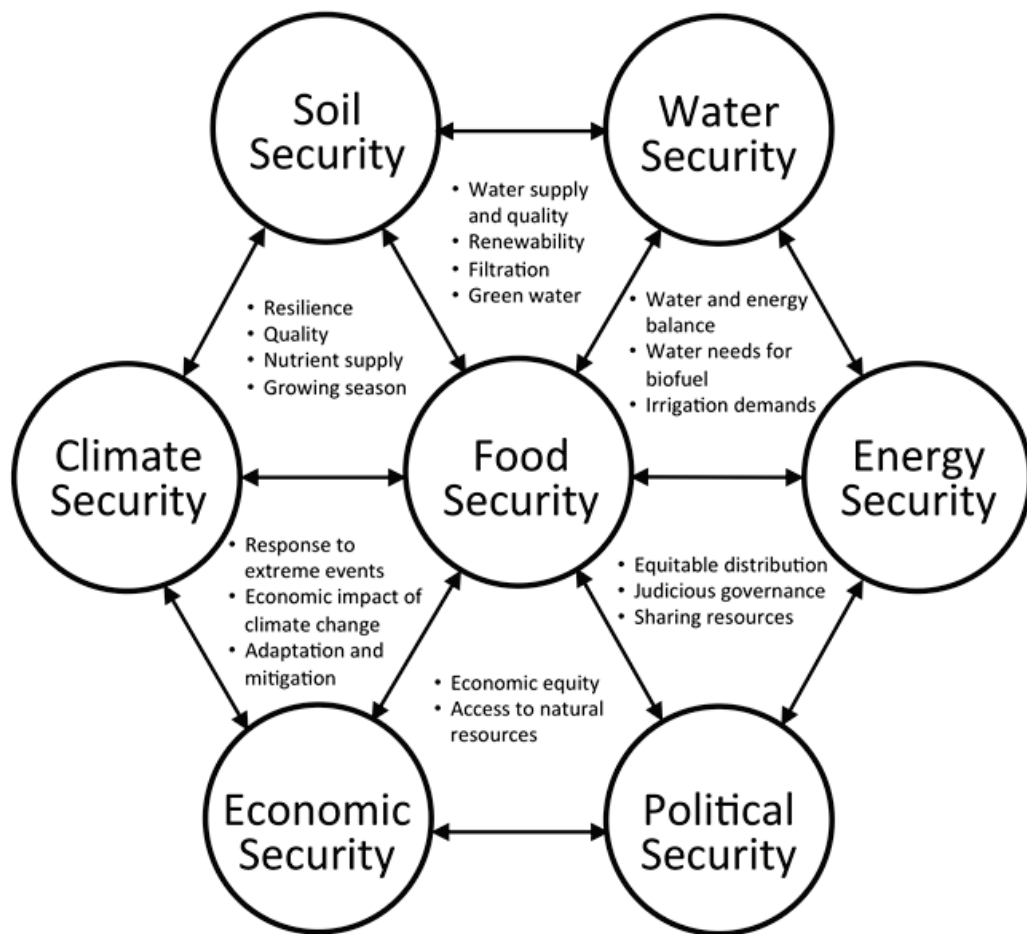 Soil
Security
Water
Security
• Water supply
and quality
• Renewability
• Filtration
• Green water
• Resilience
• Quality
• Nutrient supply
• Growing season
• Water and energy
balance
• Water needs for
biofuel
• Irrigation demands
Climate
Security
Food
Security
Energy
Security
• Response to
extreme events
• Economic impact of
climate change
• Adaptation and
mitigation
• Equitable distribution
• Judicious governance
• Sharing resources
• Economic equity
• Access to natural
resources
Economic
Security
Political
Security